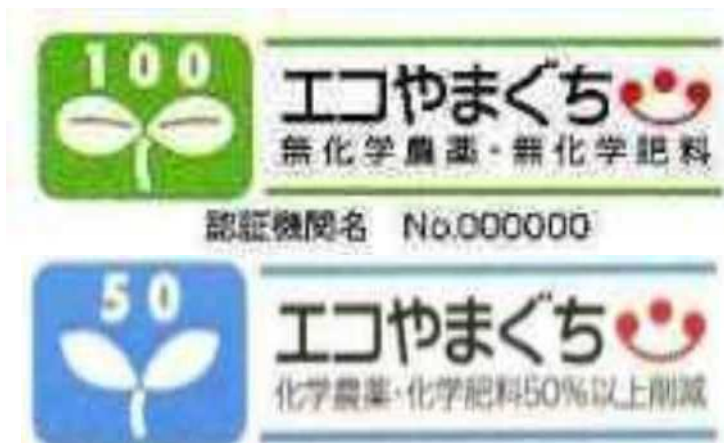 100
エコやまぐち
無化学農薬・無化学肥料
認証機関名 No.000000
50
エコやまぐち
化学農薬・化学肥料50%以上削減